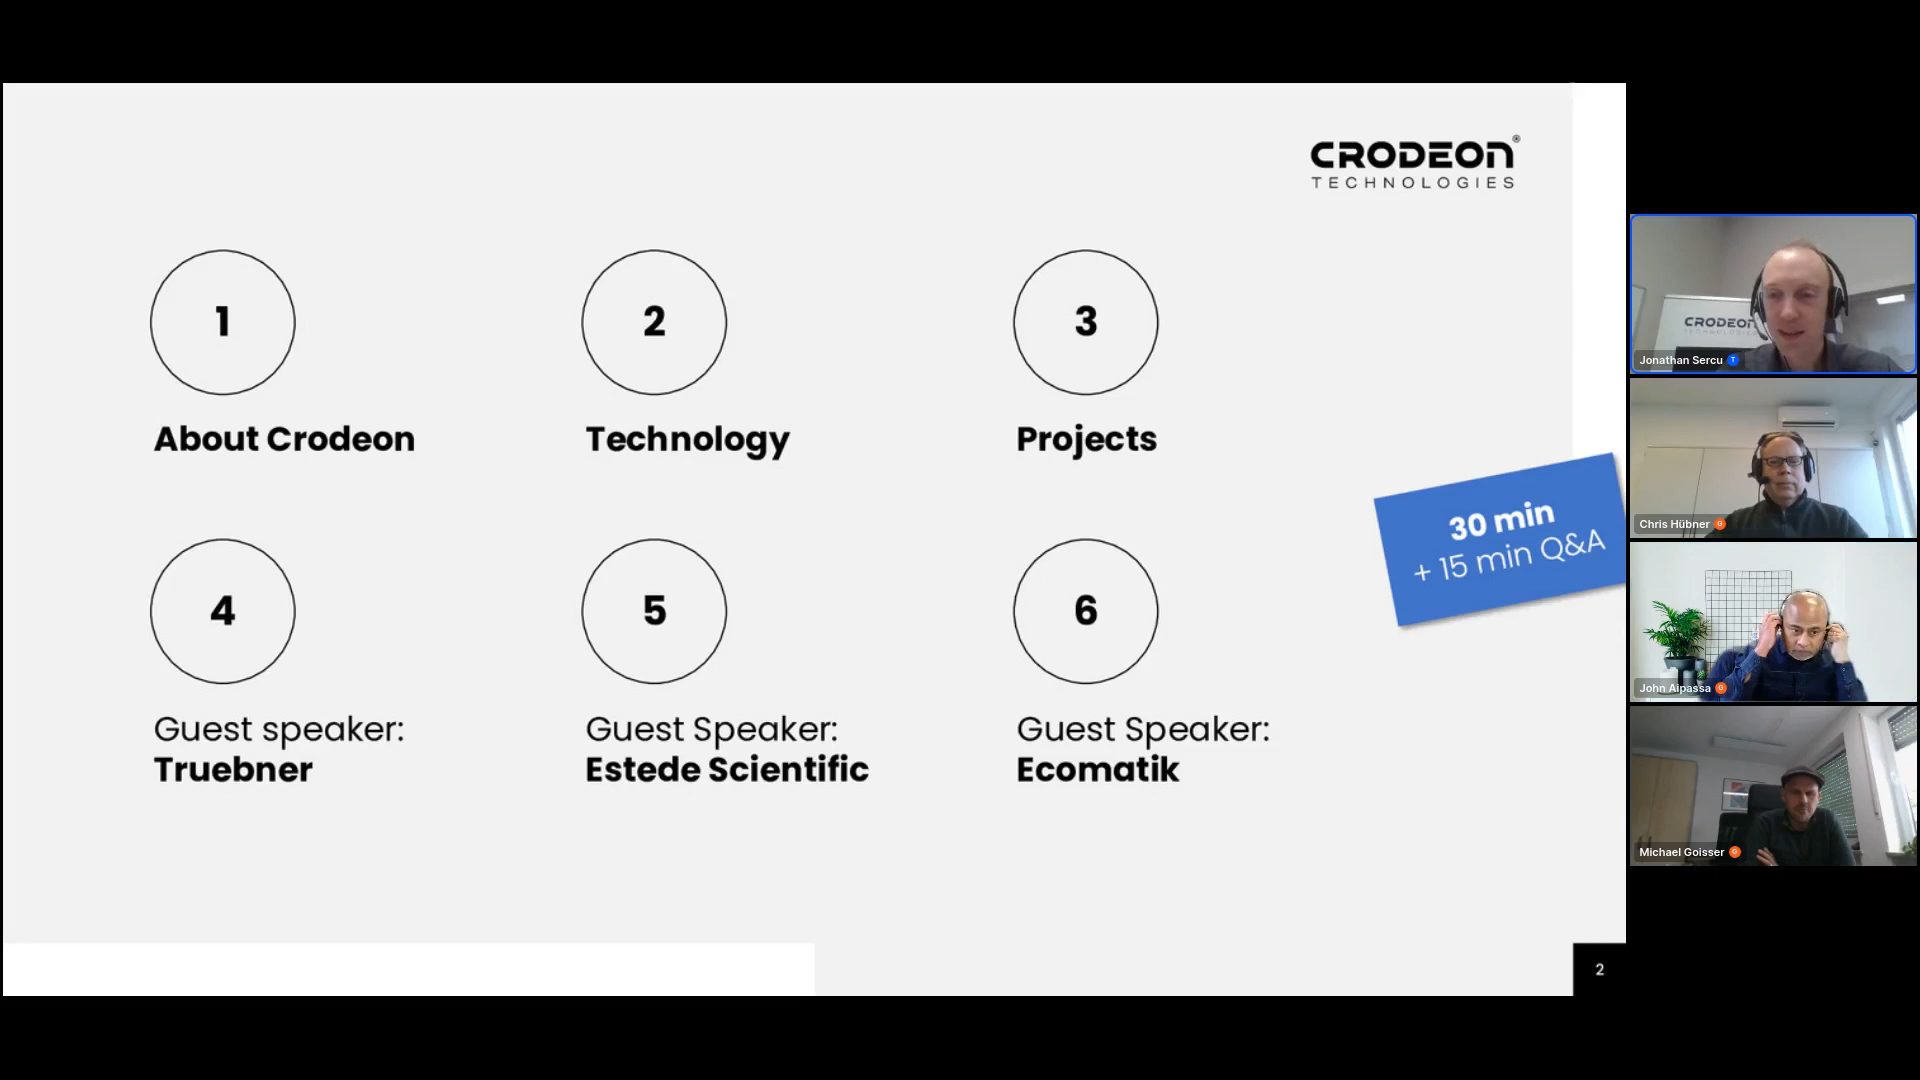 CRODEON®
TECHNOLOGIES
1
2
3
About Crodeon
Technology
Projects
30 min
+ 15 min Q&A
4
5
6
Guest speaker:
Truebner
Guest Speaker:
Estede Scientific
Guest Speaker:
Ecomatik
2
CRODEON
TECHNOLOGIES
Jonathan Sercu T
Chris Hübner G
John Aipassa G
Michael Goisser G